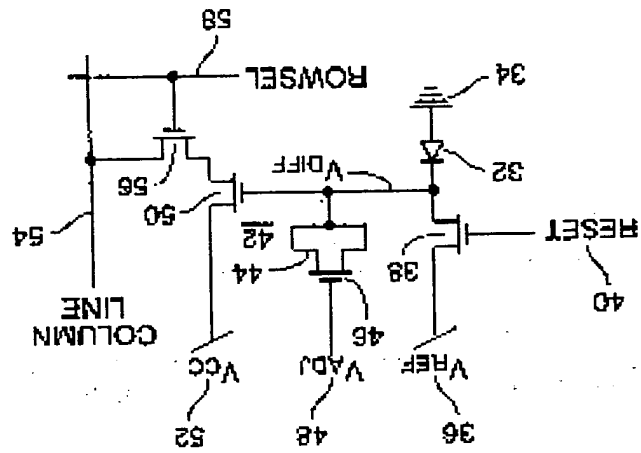 36
48
52
VREF
VADJ
VCC
COLUMN
LINE
40
46
RESET
38
44
42
54
50
56
VDIFF
32
34
ROWSEL
58